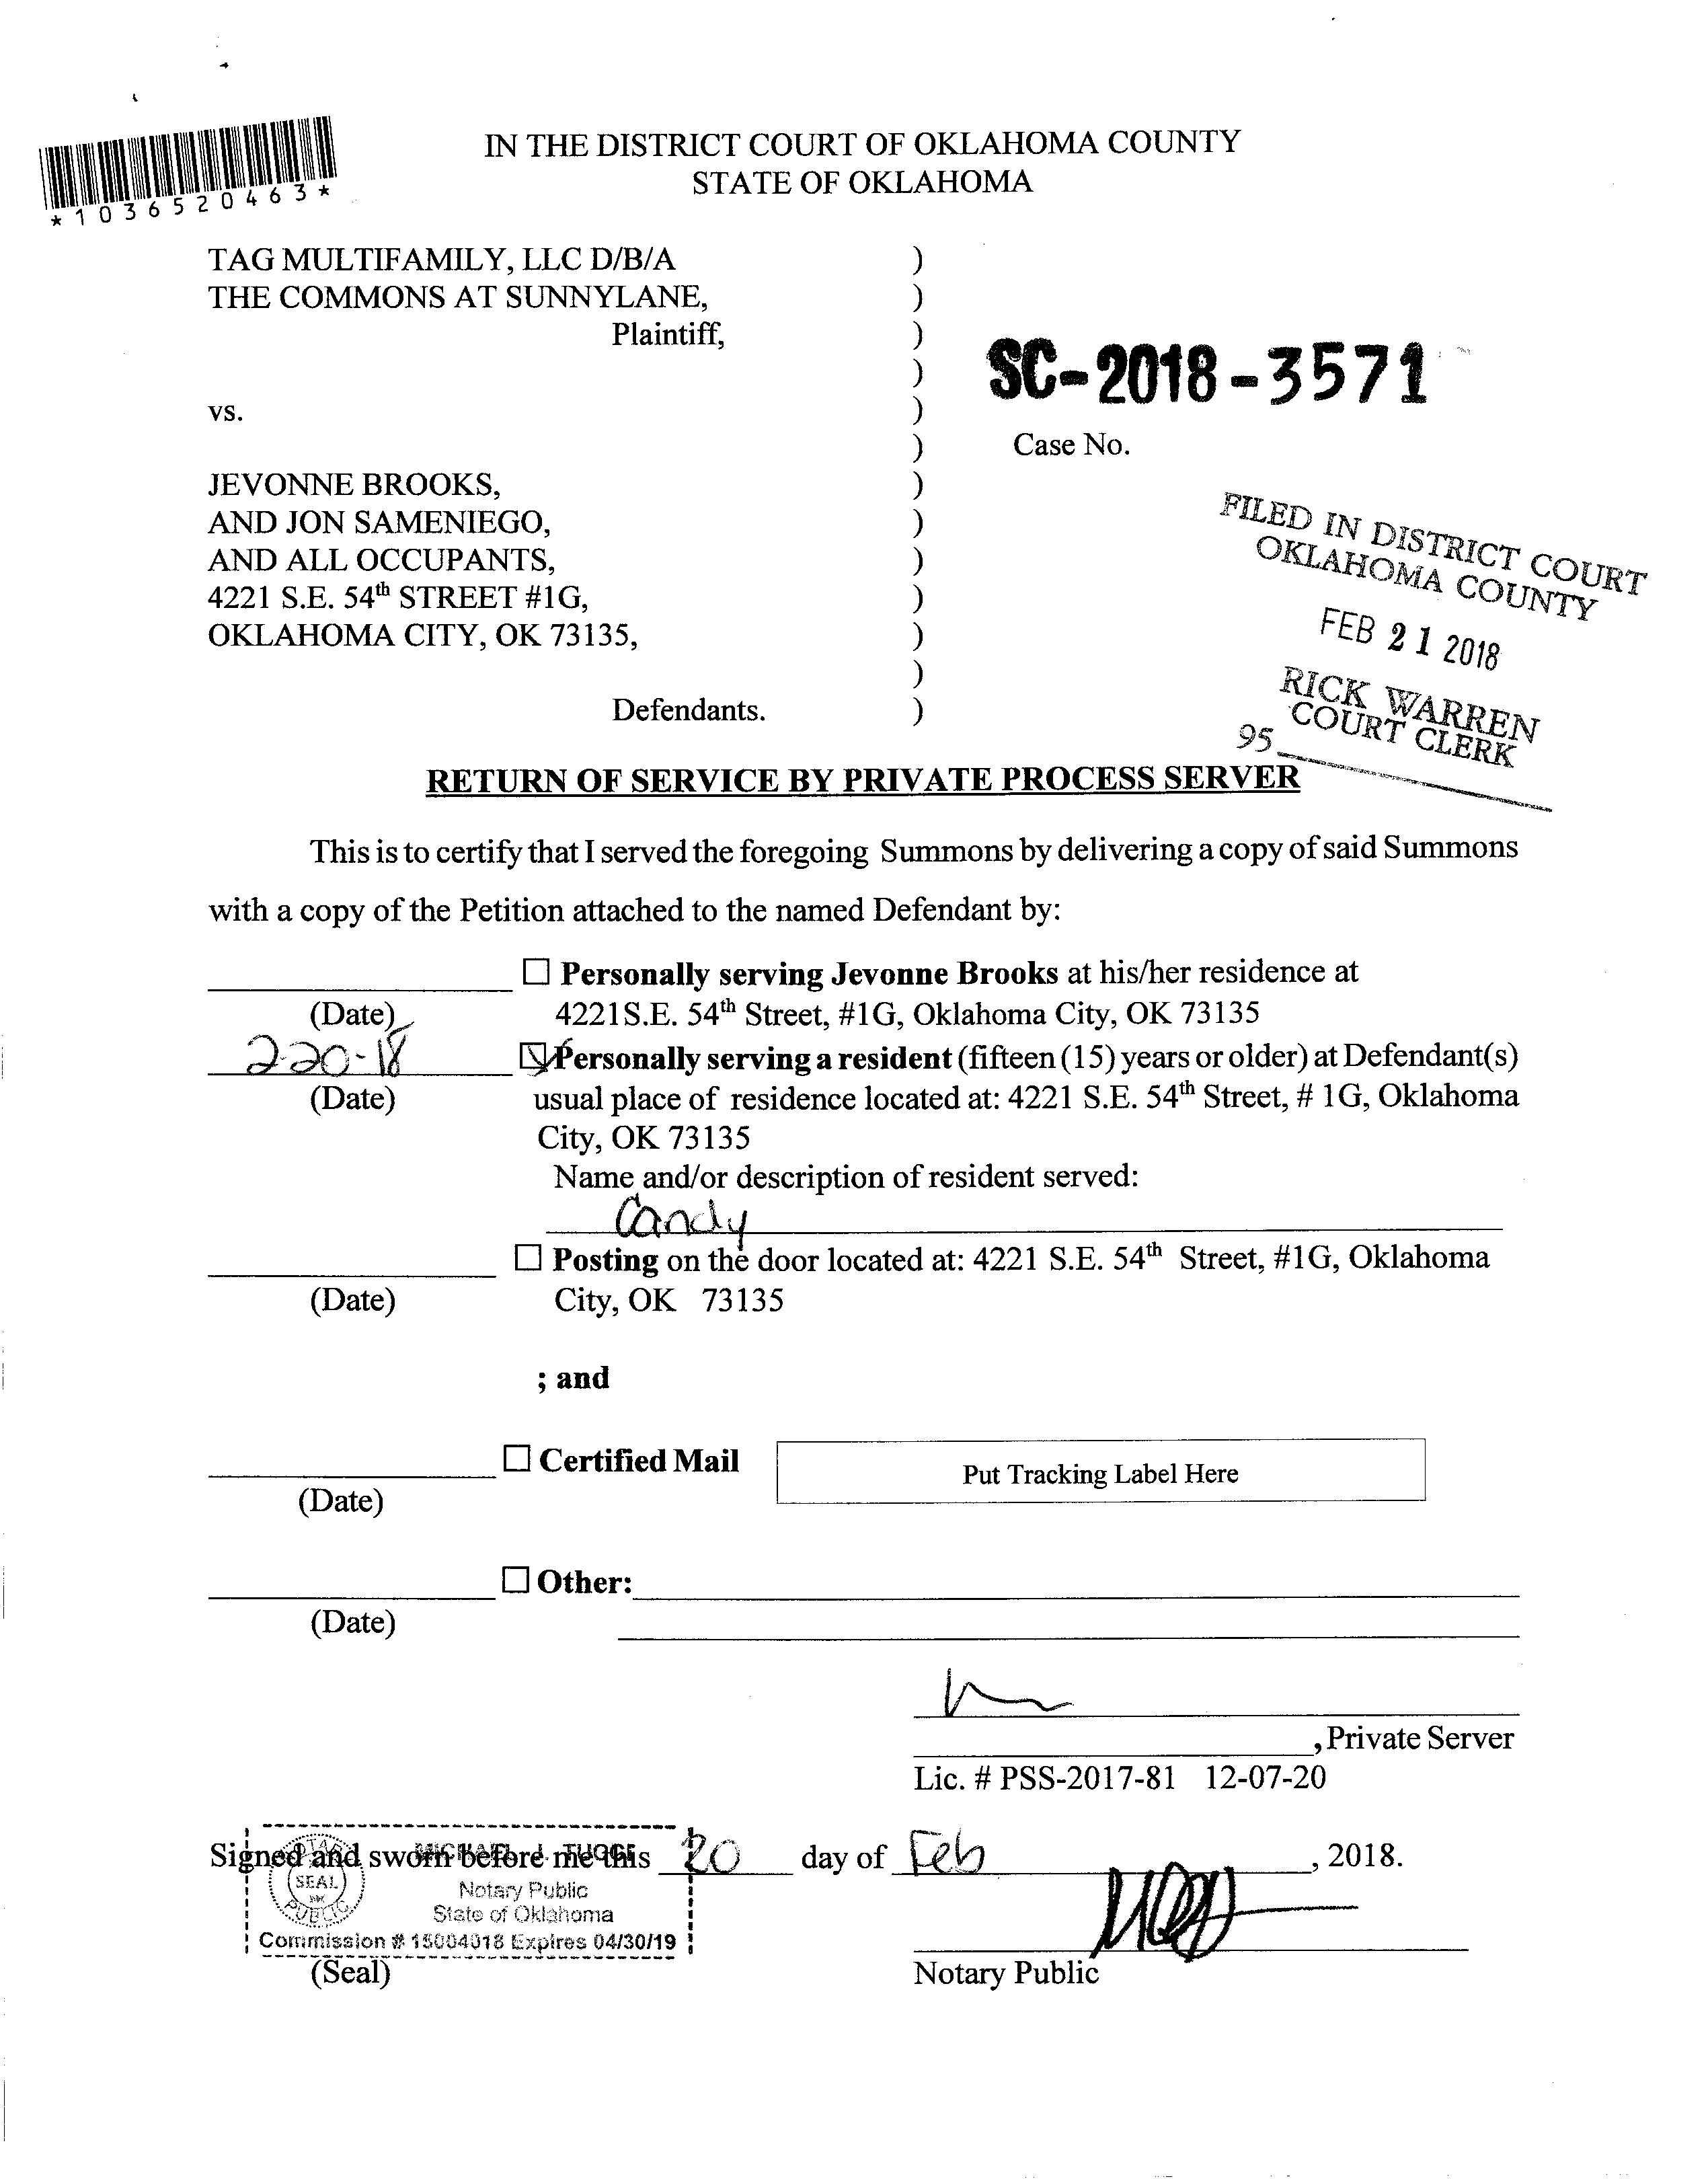 *1036520463*
IN THE DISTRICT COURT OF OKLAHOMA COUNTY
STATE OF OKLAHOMA
TAG MULTIFAMILY, LLC D/B/A )
THE COMMONS AT SUNNYLANE, )
Plaintiff, )
)
SC-2018-3571
vs. )
) Case No.
JEVONNE BROOKS, )
AND JON SAMENIEGO, )
AND ALL OCCUPANTS, )
4221 S.E. 54th STREET #1G, )
OKLAHOMA CITY, OK 73135, )
)
Defendants. )
FILED IN DISTRICT COURT
OKLAHOMA COUNTY
FEB 21 2018
RICK WARREN
COURT CLERK
95
RETURN OF SERVICE BY PRIVATE PROCESS SERVER
This is to certify that I served the foregoing Summons by delivering a copy of said Summons
with a copy of the Petition attached to the named Defendant by:
☐ Personally serving Jevonne Brooks at his/her residence at
(Date) 4221S.E. 54th Street, #1G, Oklahoma City, OK 73135
2-20-18 ☑ Personally serving a resident (fifteen (15) years or older) at Defendant(s)
(Date) usual place of residence located at: 4221 S.E. 54th Street, # 1G, Oklahoma
City, OK 73135
Name and/or description of resident served:
Candy
☐ Posting on the door located at: 4221 S.E. 54th Street, #1G, Oklahoma
(Date) City, OK 73135
; and
☐ Certified Mail Put Tracking Label Here
(Date)
☐ Other:
(Date)
, Private Server
Lic. # PSS-2017-81 12-07-20
Signed and sworn before me this 20 day of Feb, 2018.
SEAL
PUBLIC
Notary Public
State of Oklahoma
Commission # 15004018 Expires 04/30/19
(Seal) Notary Public